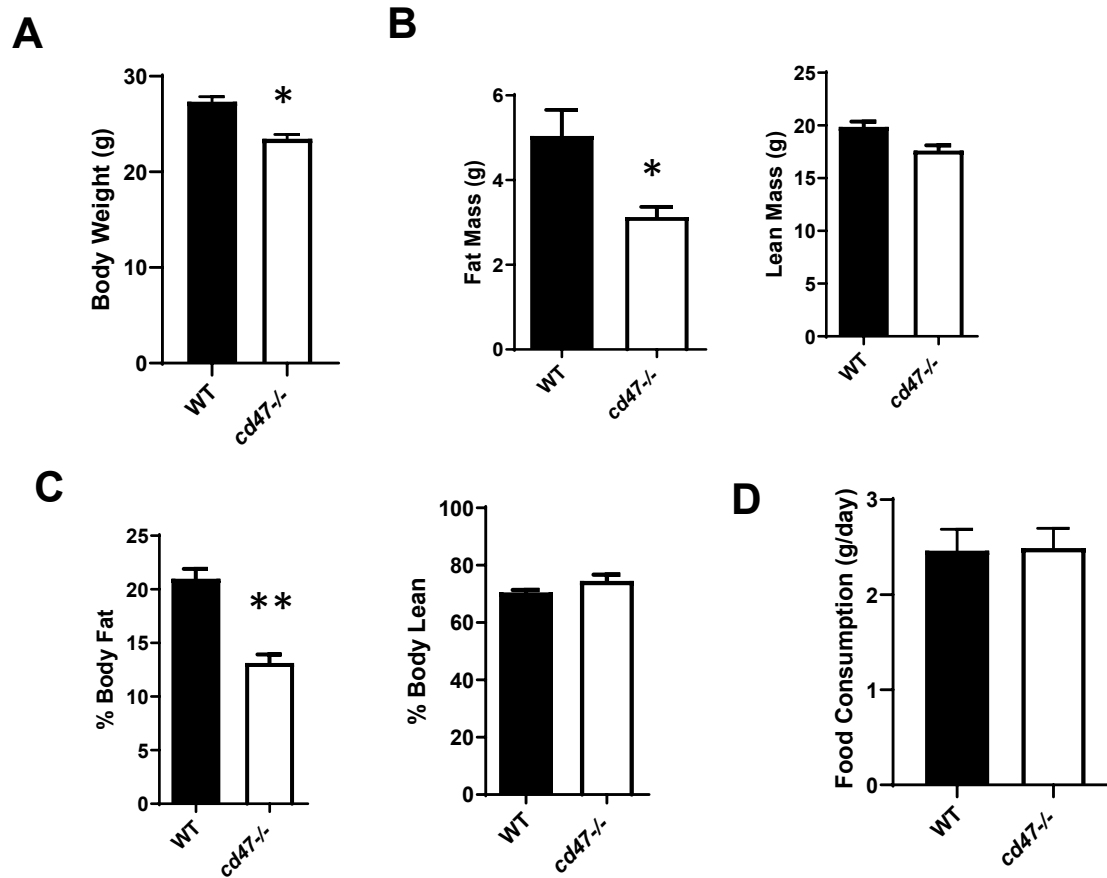 A
Body Weight (g)
30
20
10
0
*
WT
cd47-/-
B
Fat Mass (g)
6
4
2
0
*
WT
cd47-/-
Lean Mass (g)
25
20
15
10
5
0
WT
cd47-/-
C
% Body Fat
25
20
15
10
5
0
**
WT
cd47-/-
% Body Lean
100
80
60
40
20
0
WT
cd47-/-
D
Food Consumption (g/day)
3
2
1
0
WT
cd47-/-